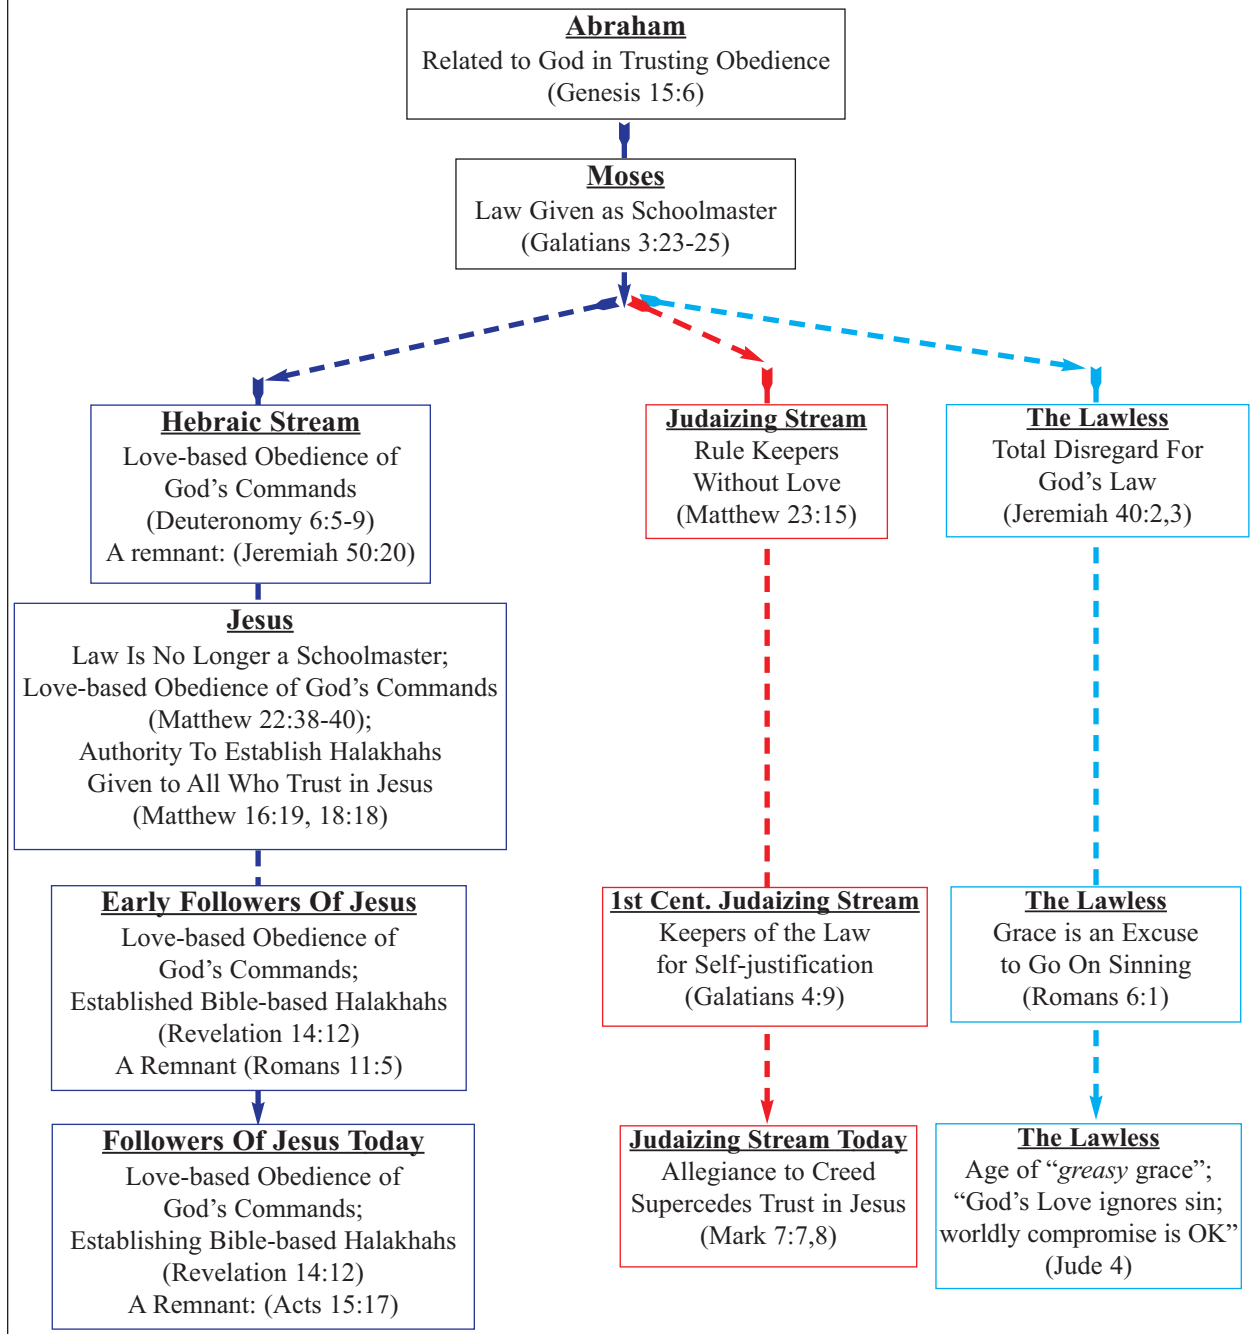 Abraham
Related to God in Trusting Obedience
(Genesis 15:6)
Moses
Law Given as Schoolmaster
(Galatians 3:23-25)
Hebraic Stream
Love-based Obedience of
God’s Commands
(Deuteronomy 6:5-9)
A remnant: (Jeremiah 50:20)
Judaizing Stream
Rule Keepers
Without Love
(Matthew 23:15)
The Lawless
Total Disregard For
God’s Law
(Jeremiah 40:2,3)
Jesus
Law Is No Longer a Schoolmaster;
Love-based Obedience of God’s Commands
(Matthew 22:38-40);
Authority To Establish Halakhahs
Given to All Who Trust in Jesus
(Matthew 16:19, 18:18)
Early Followers Of Jesus
Love-based Obedience of
God’s Commands;
Established Bible-based Halakhahs
(Revelation 14:12)
A Remnant (Romans 11:5)
1st Cent. Judaizing Stream
Keepers of the Law
for Self-justification
(Galatians 4:9)
The Lawless
Grace is an Excuse
to Go On Sinning
(Romans 6:1)
Followers Of Jesus Today
Love-based Obedience of
God’s Commands;
Establishing Bible-based Halakhahs
(Revelation 14:12)
A Remnant: (Acts 15:17)
Judaizing Stream Today
Allegiance to Creed
Supercedes Trust in Jesus
(Mark 7:7,8)
The Lawless
Age of “greasy grace”;
“God’s Love ignores sin;
worldly compromise is OK”
(Jude 4)